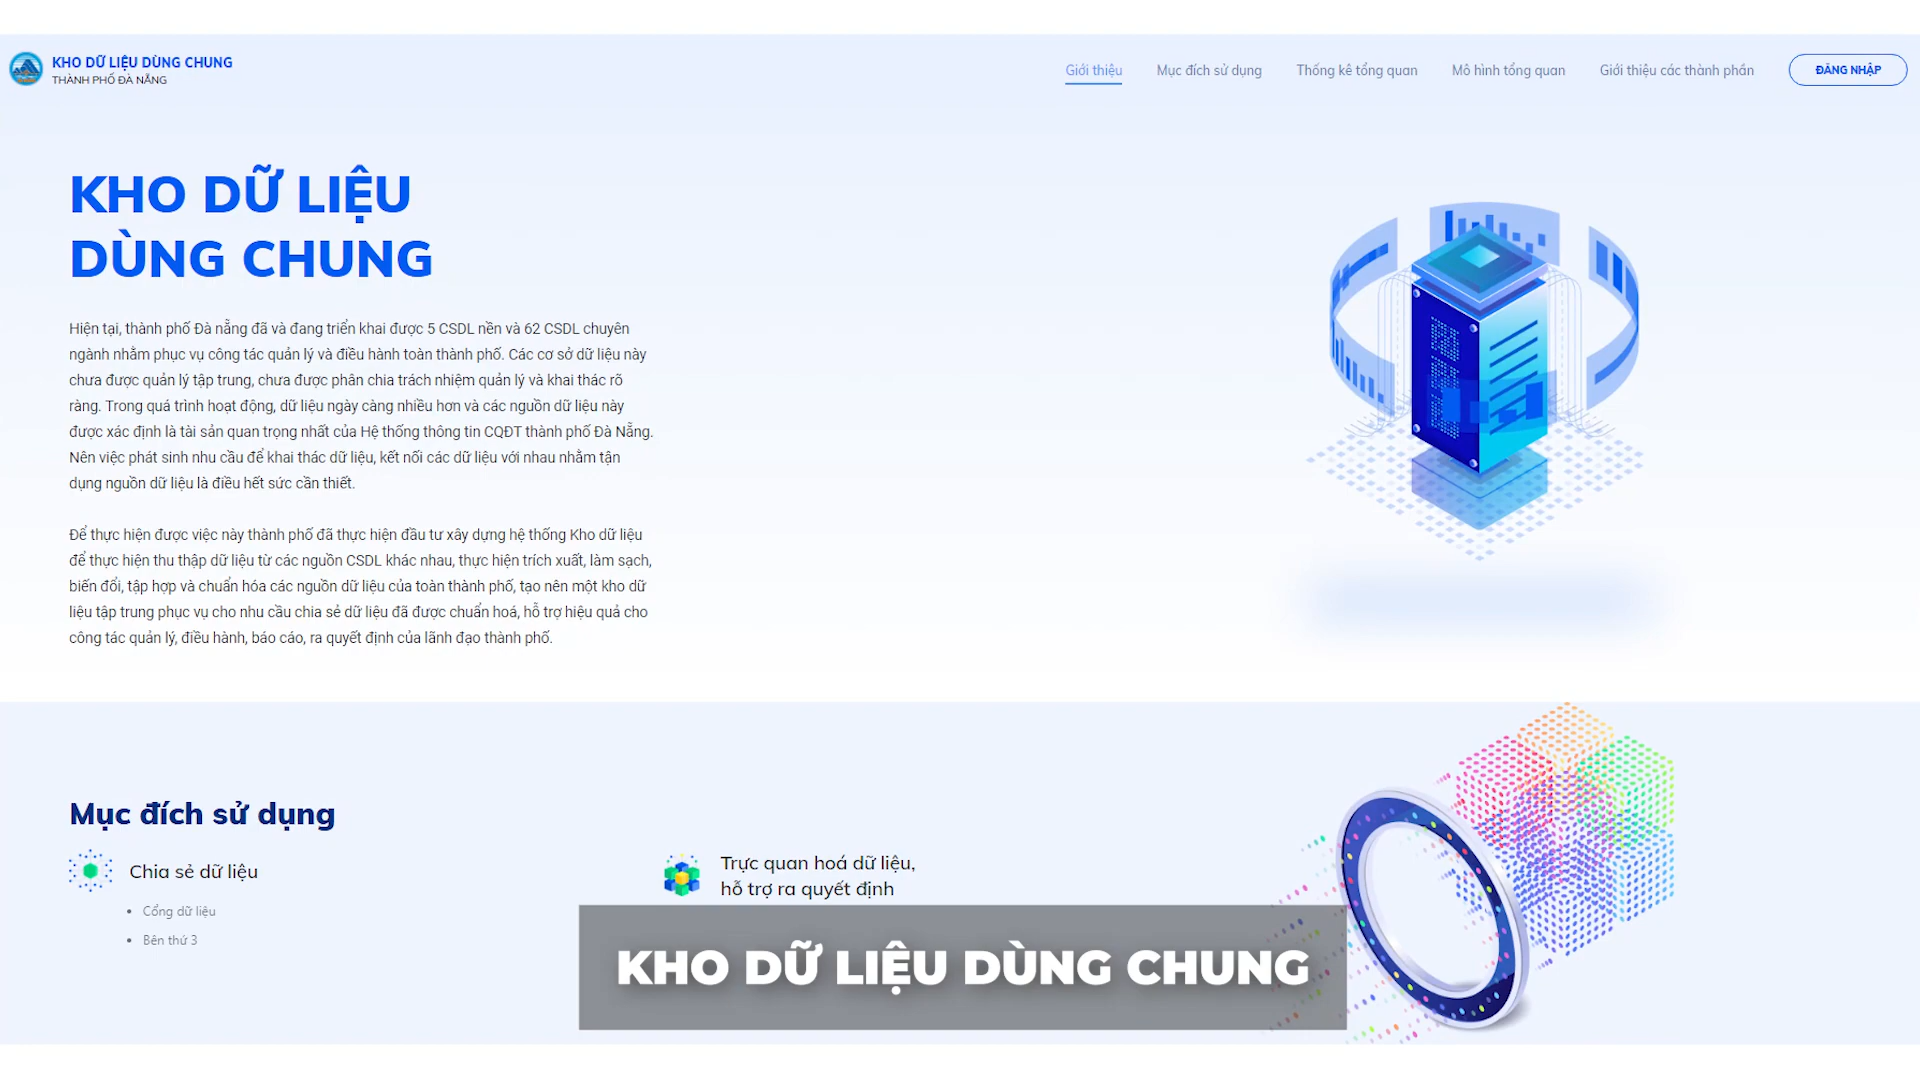 KHO DỮ LIỆU DÙNG CHUNG
THÀNH PHỐ ĐÀ NẴNG
Giới thiệu
Mục đích sử dụng
Thống kê tổng quan
Mô hình tổng quan
Giới thiệu các thành phần
ĐĂNG NHẬP
KHO DỮ LIỆU
DÙNG CHUNG
Hiện tại, thành phố Đà nẵng đã và đang triển khai được 5 CSDL nền và 62 CSDL chuyên
ngành nhằm phục vụ công tác quản lý và điều hành toàn thành phố. Các cơ sở dữ liệu này
chưa được quản lý tập trung, chưa được phân chia trách nhiệm quản lý và khai thác rõ
ràng. Trong quá trình hoạt động, dữ liệu ngày càng nhiều hơn và các nguồn dữ liệu này
được xác định là tài sản quan trọng nhất của Hệ thống thông tin CQĐT thành phố Đà Nẵng.
Nên việc phát sinh nhu cầu để khai thác dữ liệu, kết nối các dữ liệu với nhau nhằm tận
dụng nguồn dữ liệu là điều hết sức cần thiết.
Để thực hiện được việc này thành phố đã thực hiện đầu tư xây dựng hệ thống Kho dữ liệu
để thực hiện thu thập dữ liệu từ các nguồn CSDL khác nhau, thực hiện trích xuất, làm sạch,
biến đổi, tập hợp và chuẩn hóa các nguồn dữ liệu của toàn thành phố, tạo nên một kho dữ
liệu tập trung phục vụ cho nhu cầu chia sẻ dữ liệu đã được chuẩn hoá, hỗ trợ hiệu quả cho
công tác quản lý, điều hành, báo cáo, ra quyết định của lãnh đạo thành phố.
Mục đích sử dụng
Chia sẻ dữ liệu
• Cổng dữ liệu
• Bên thứ 3
Trực quan hoá dữ liệu,
hỗ trợ ra quyết định
KHO DỮ LIỆU DÙNG CHUNG